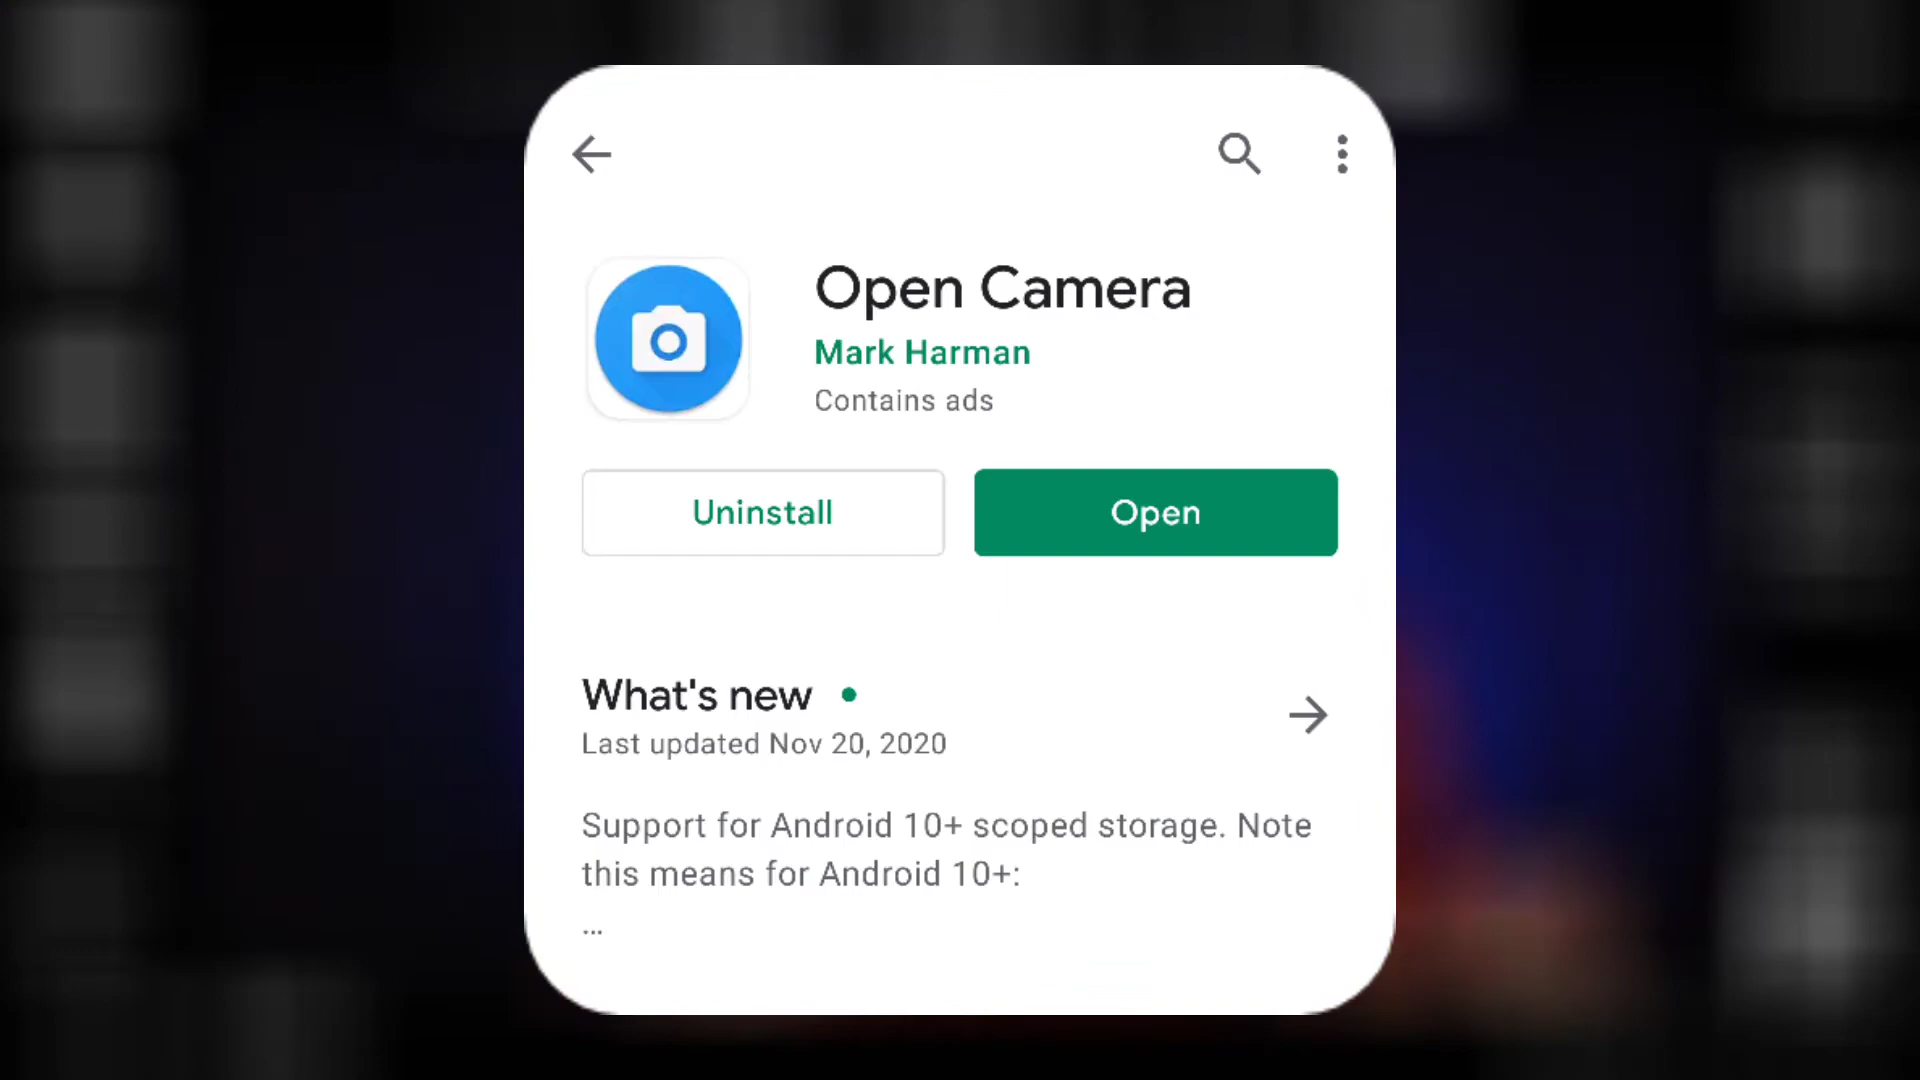 Open Camera
Mark Harman
Contains ads
Uninstall
Open
What's new
Last updated Nov 20, 2020
Support for Android 10+ scoped storage. Note
this means for Android 10+:
...